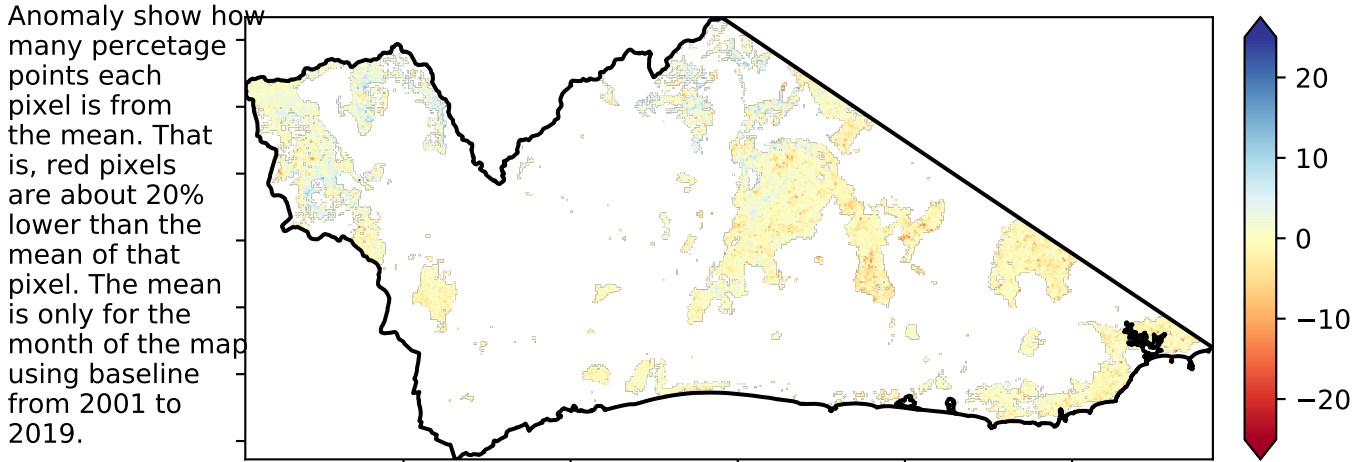 Anomaly show how
many percetage
points each
pixel is from
the mean. That
is, red pixels
are about 20%
lower than the
mean of that
pixel. The mean
is only for the
month of the map
using baseline
from 2001 to
2019.
20
10
0
−10
−20